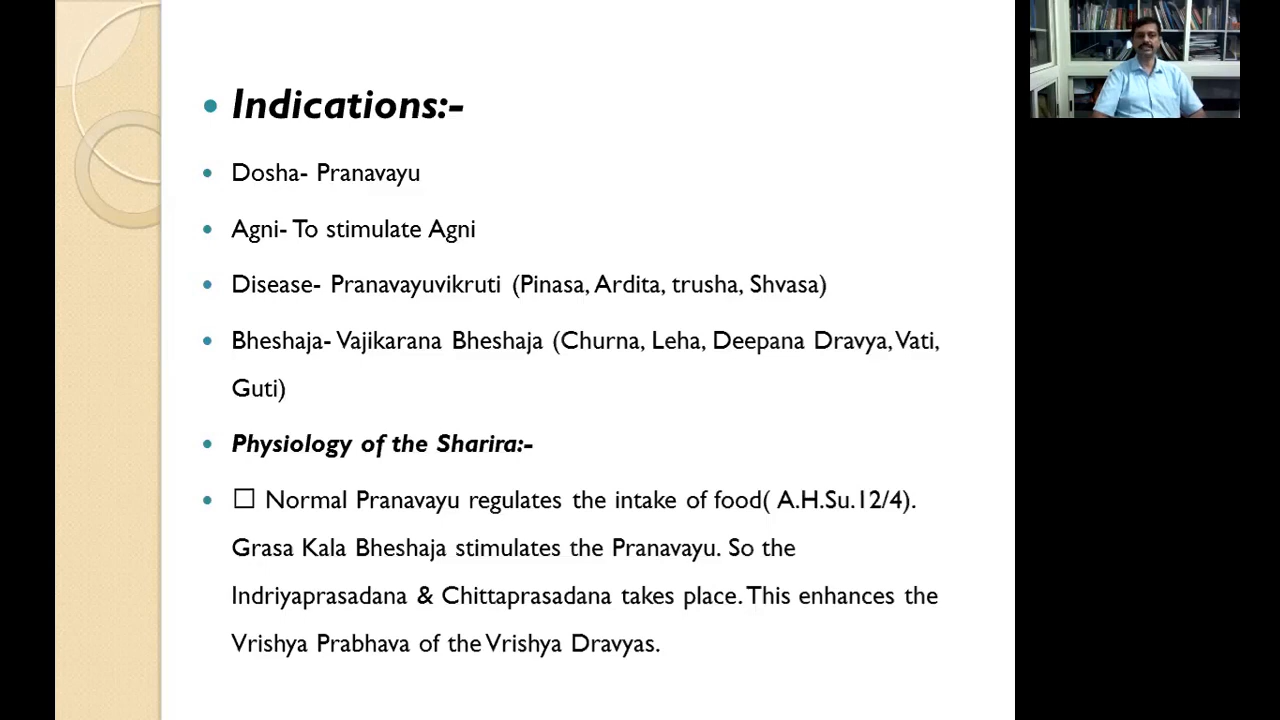 Indications:-
Dosha- Pranavayu
Agni- To stimulate Agni
Disease- Pranavayuvikruti (Pinasa, Ardita, trusha, Shvasa)
Bheshaja- Vajikarana Bheshaja (Churna, Leha, Deepana Dravya, Vati,
Guti)
Physiology of the Sharira:-
☐ Normal Pranavayu regulates the intake of food( A.H.Su.12/4).
Grasa Kala Bheshaja stimulates the Pranavayu. So the
Indriyaprasadana & Chittaprasadana takes place. This enhances the
Vrishya Prabhava of the Vrishya Dravyas.